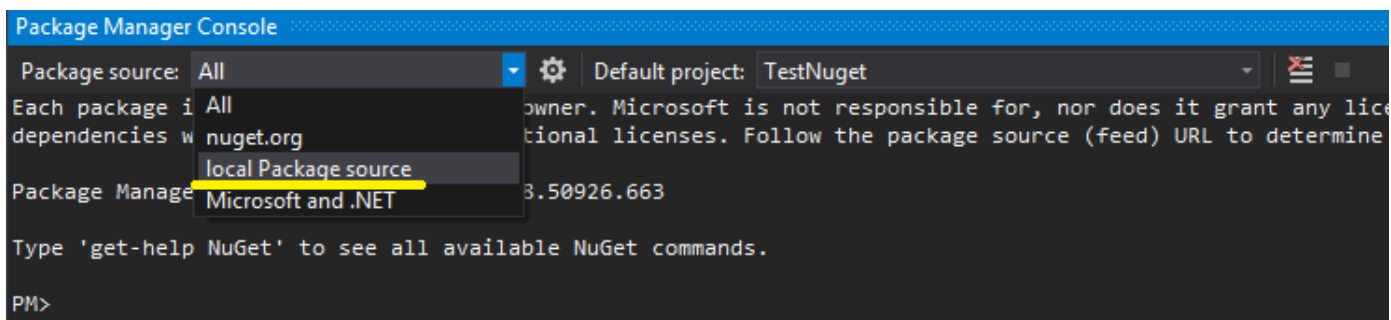 Package Manager Console
Package source: All Default project: TestNuget
Each package i All owner. Microsoft is not responsible for, nor does it grant any lice
nuget.org
dependencies w tional licenses. Follow the package source (feed) URL to determine
local Package source
Package Manage 3.50926.663
Microsoft and .NET
Type 'get-help NuGet' to see all available NuGet commands.
PM>